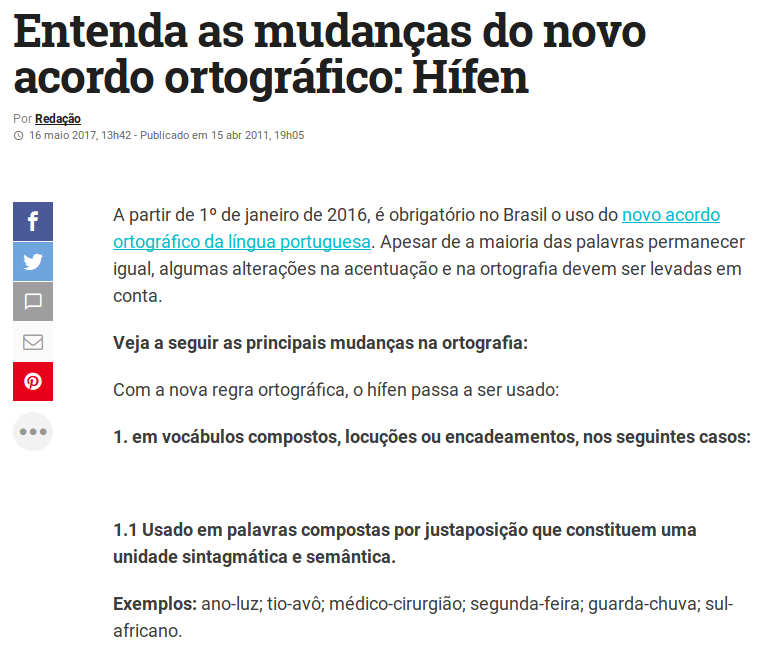 Entenda as mudanças do novo
acordo ortográfico: Hífen
Por Redação
16 maio 2017, 13h42 - Publicado em 15 abr 2011, 19h05
A partir de 1º de janeiro de 2016, é obrigatório no Brasil o uso do novo acordo
ortográfico da língua portuguesa. Apesar de a maioria das palavras permanecer
igual, algumas alterações na acentuação e na ortografia devem ser levadas em
conta.
Veja a seguir as principais mudanças na ortografia:
Com a nova regra ortográfica, o hífen passa a ser usado:
1. em vocábulos compostos, locuções ou encadeamentos, nos seguintes casos:
1.1 Usado em palavras compostas por justaposição que constituem uma
unidade sintagmática e semântica.
Exemplos: ano-luz; tio-avô; médico-cirurgião; segunda-feira; guarda-chuva; sul-
africano.